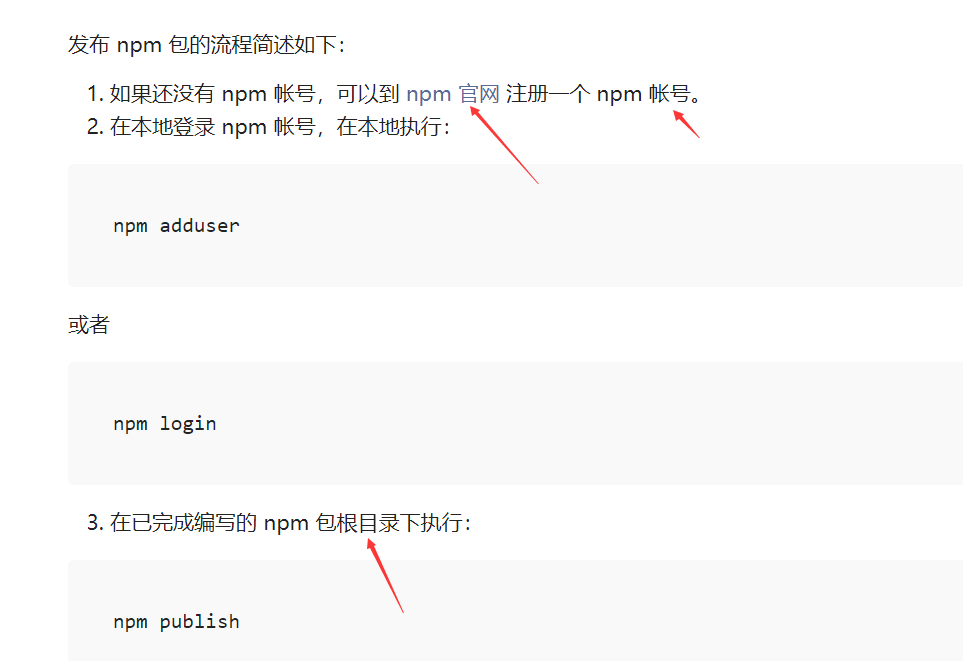 发布 npm 包的流程简述如下：
1. 如果还没有 npm 帐号，可以到 npm 官网 注册一个 npm 帐号。
2. 在本地登录 npm 帐号，在本地执行：
npm adduser
或者
npm login
3. 在已完成编写的 npm 包根目录下执行：
npm publish